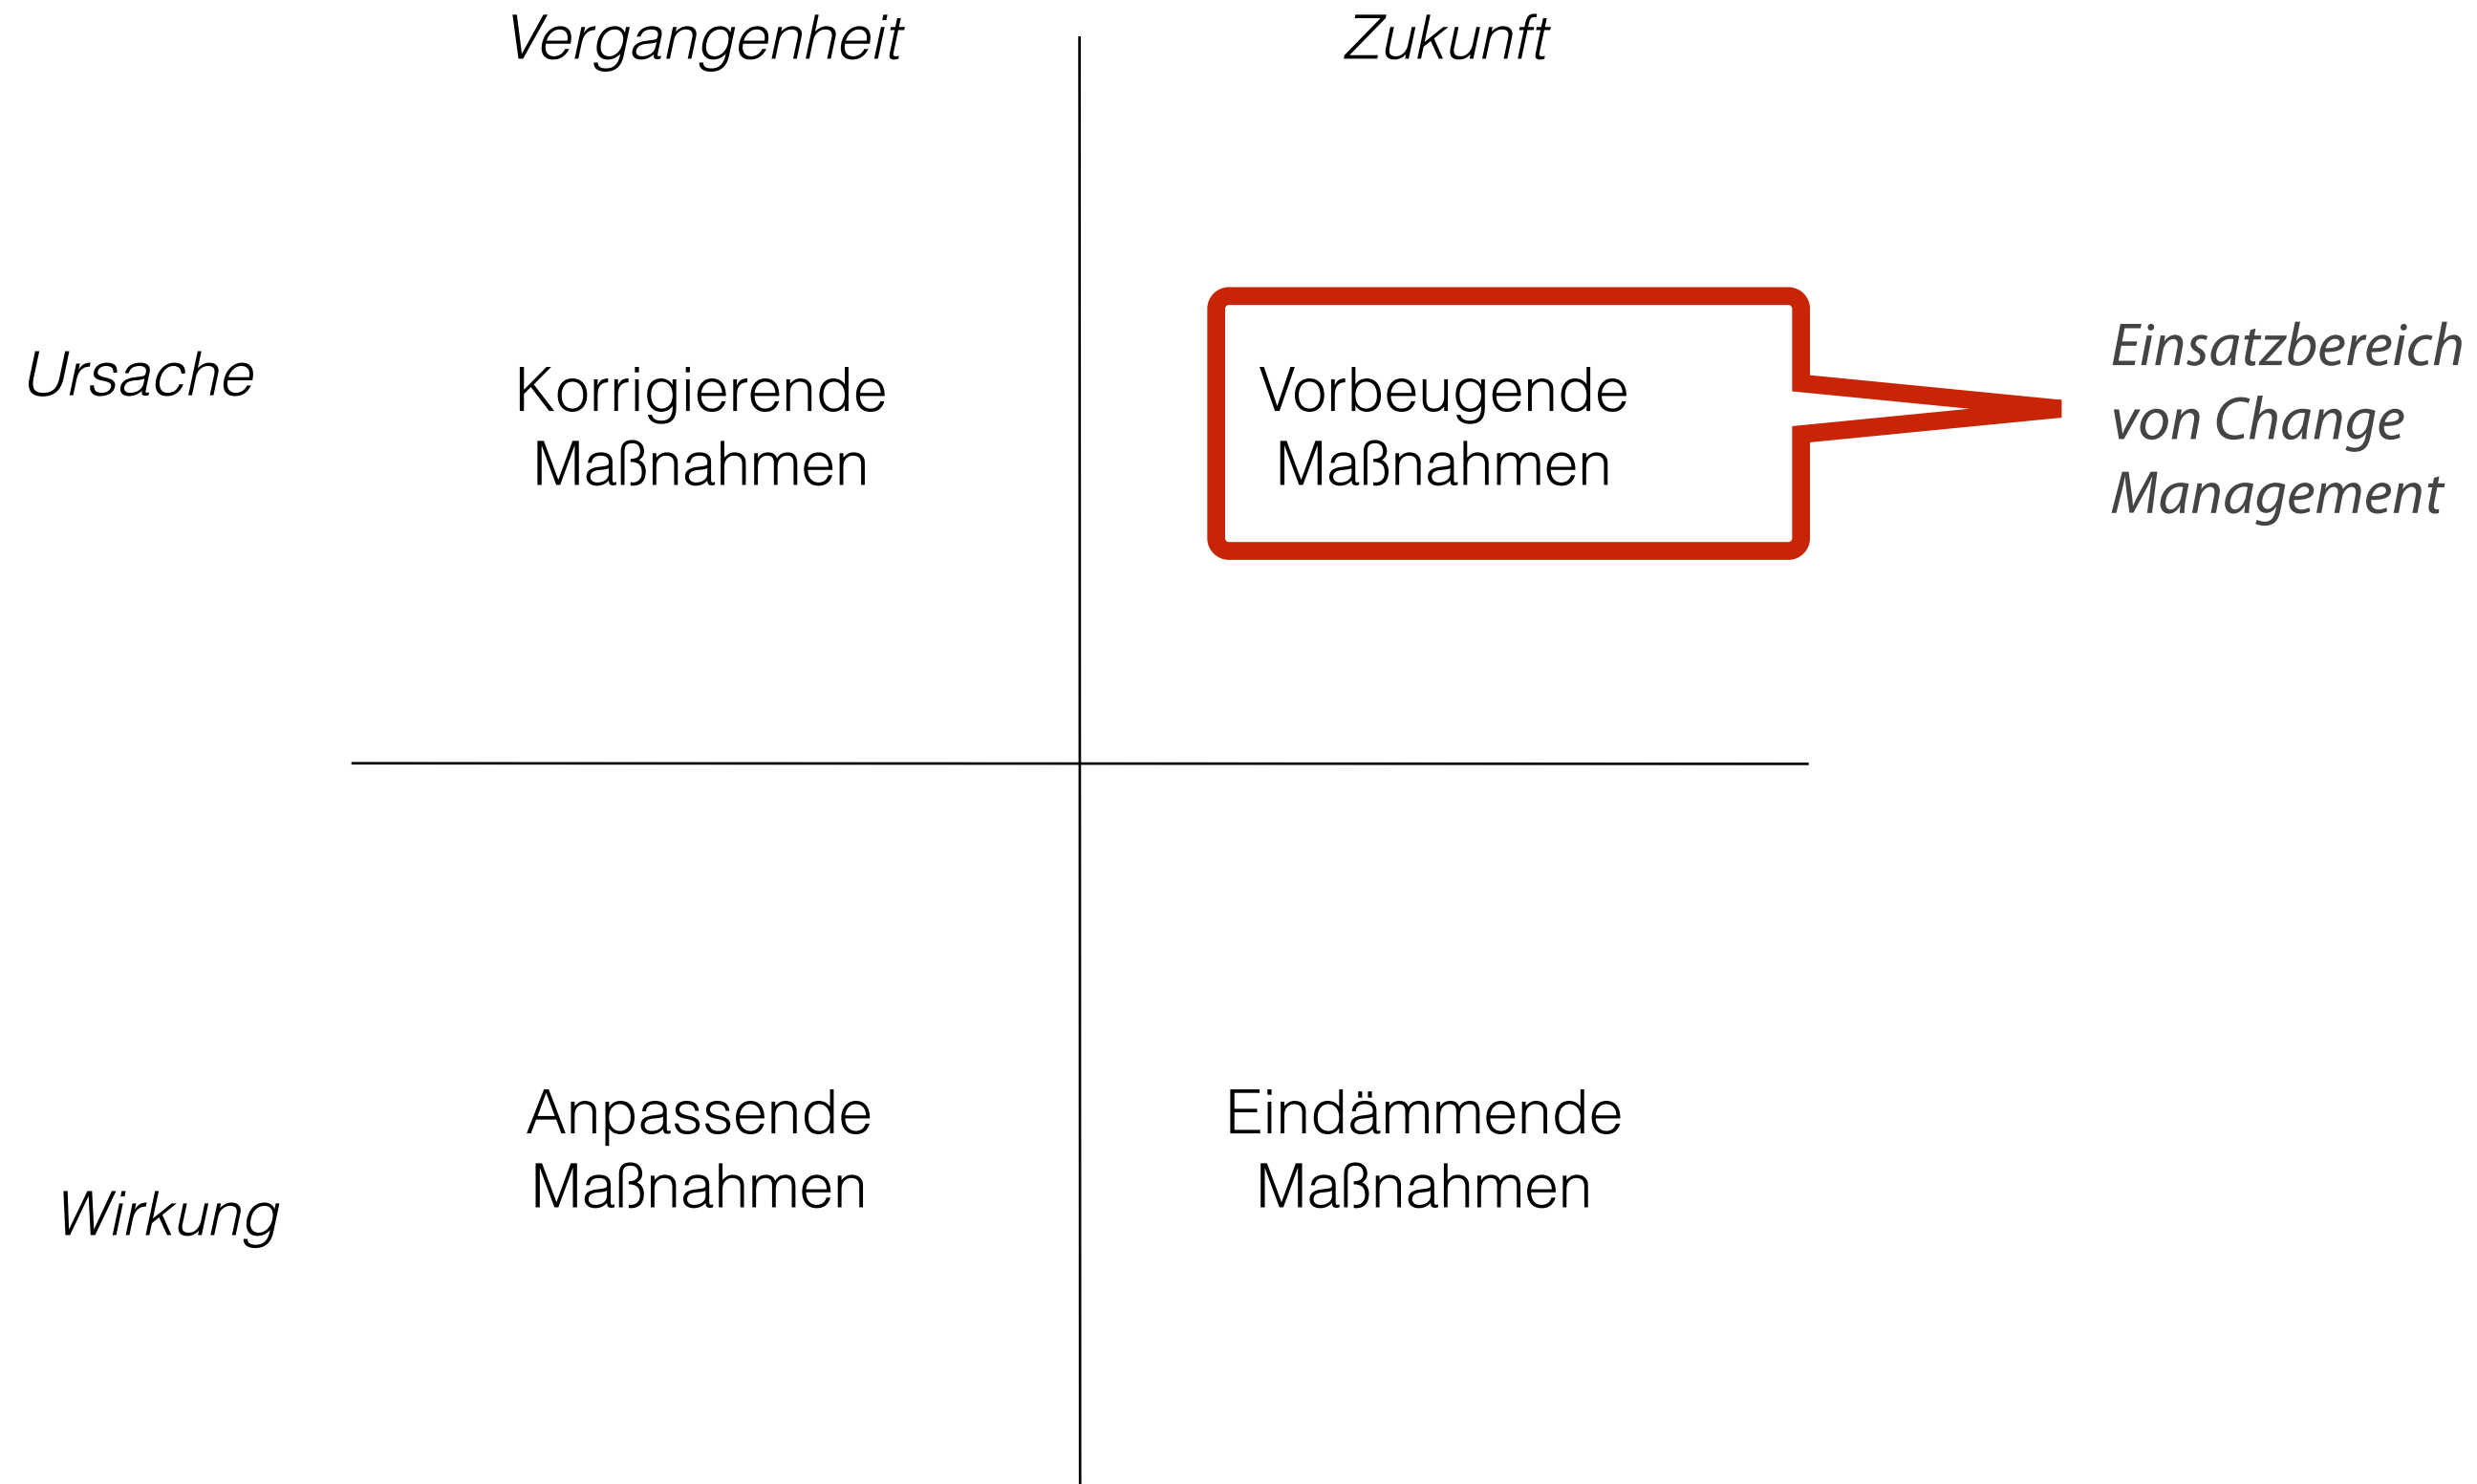 Vergangenheit
Zukunft
Ursache
Korrigierende
Maßnahmen
Vorbeugende
Maßnahmen
Einsatzbereich
von Change
Management
Wirkung
Anpassende
Maßnahmen
Eindämmende
Maßnahmen